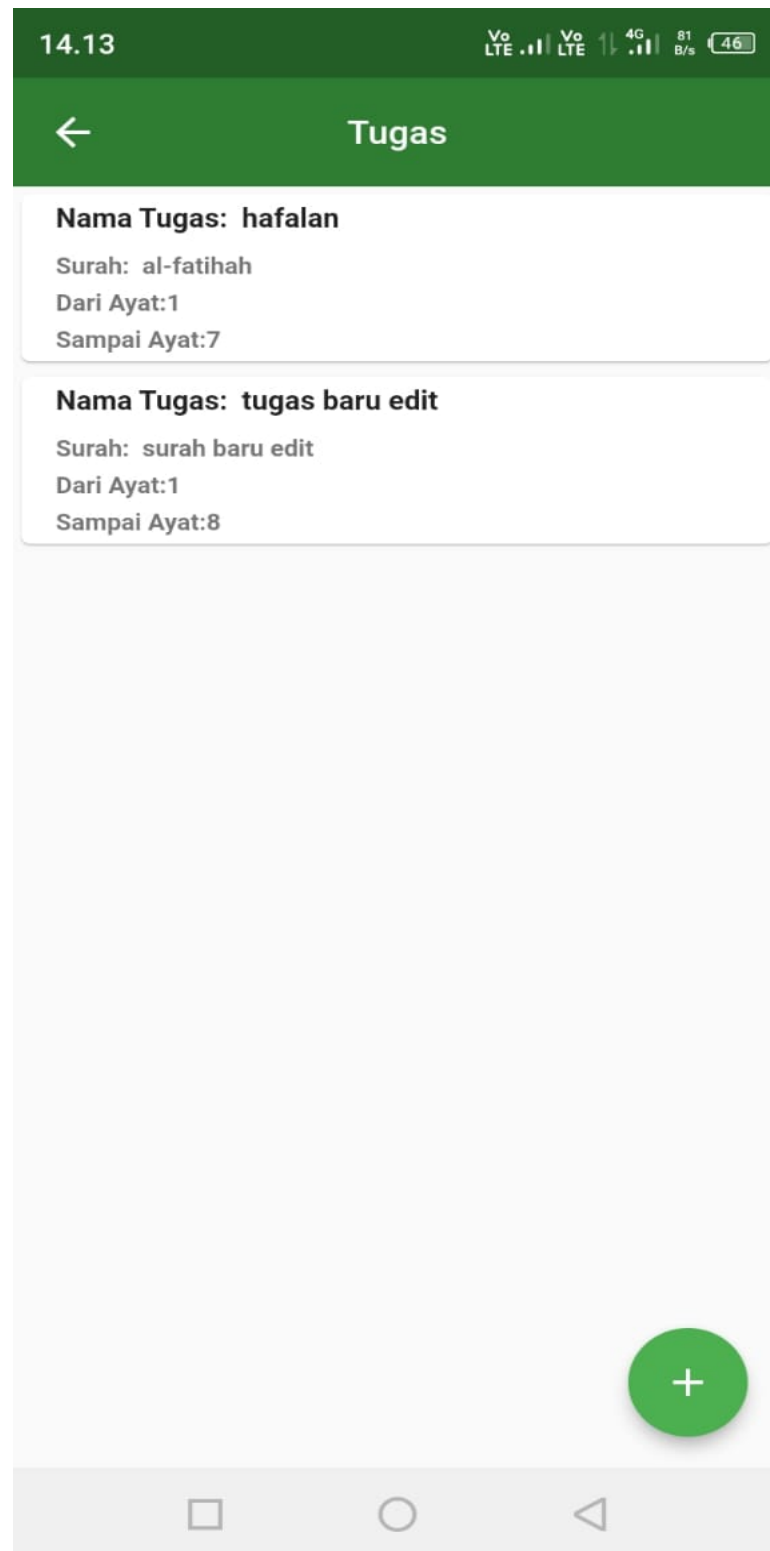 14.13
Vo LTE Vo LTE 4G 81 B/s 46
Tugas
Nama Tugas: hafalan
Surah: al-fatihah
Dari Ayat:1
Sampai Ayat:7
Nama Tugas: tugas baru edit
Surah: surah baru edit
Dari Ayat:1
Sampai Ayat:8
+